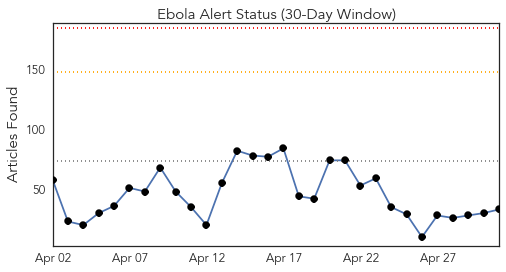 Ebola Alert Status (30-Day Window)
Articles Found
150
100
50
Apr 02 Apr 07 Apr 12 Apr 17 Apr 22 Apr 27